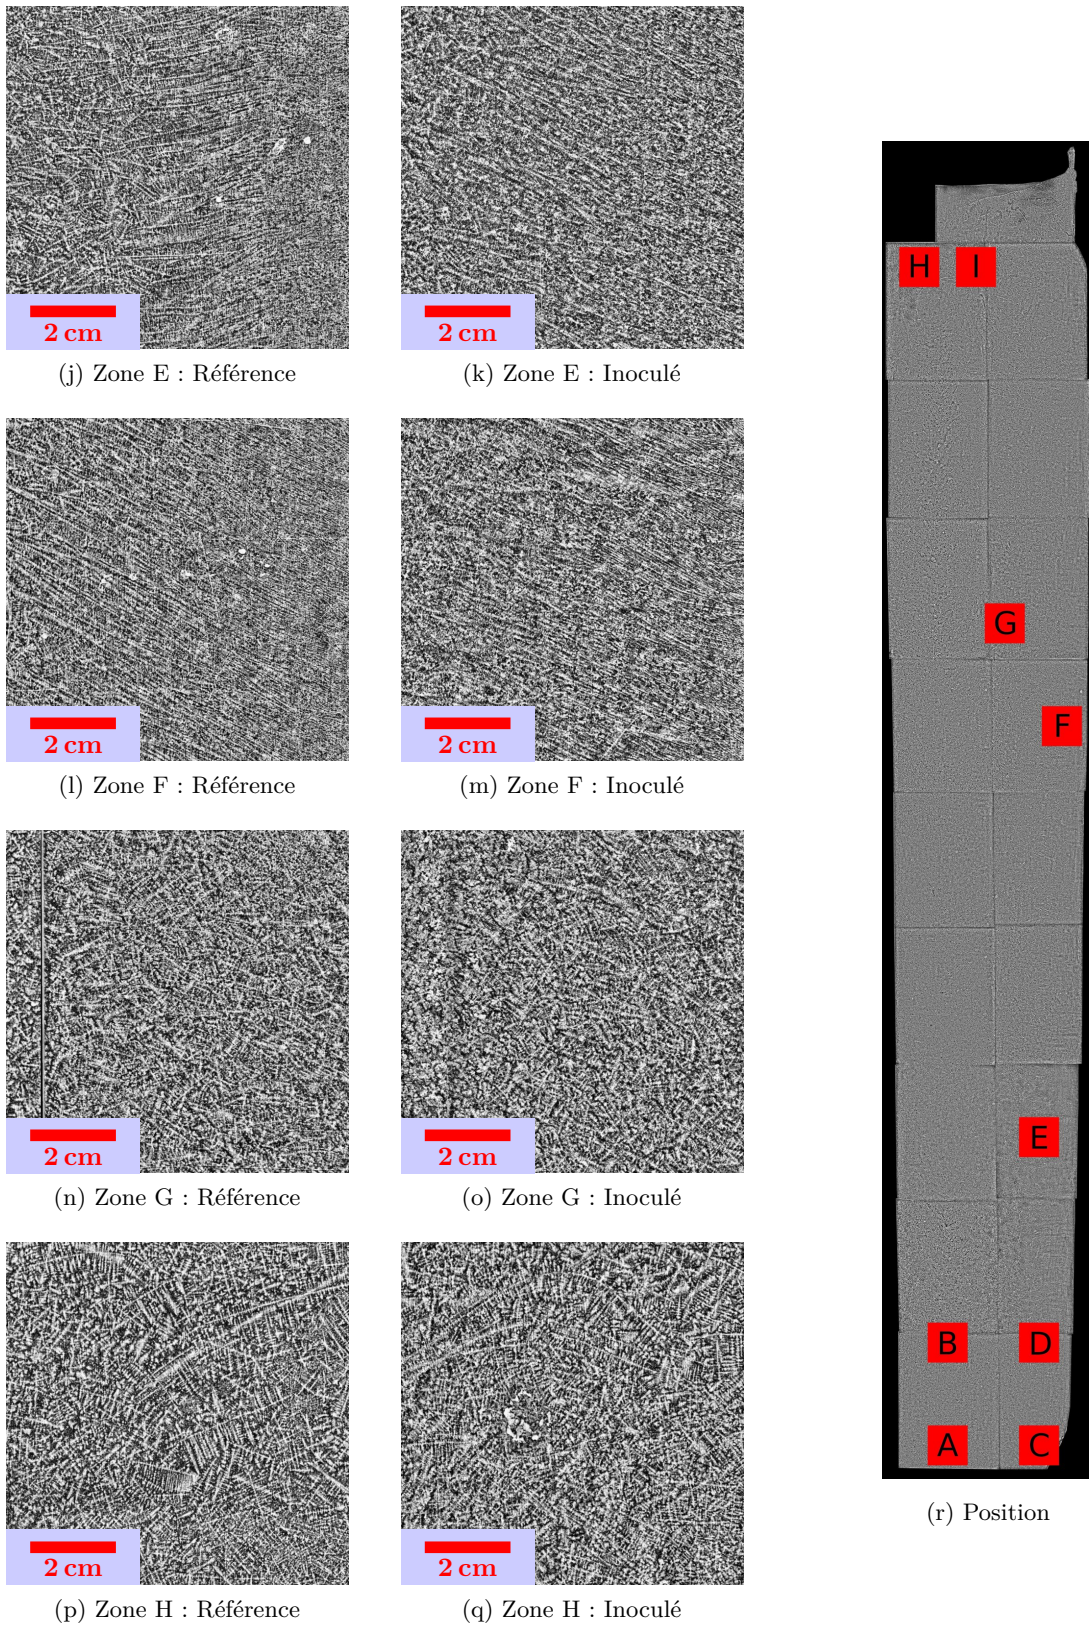 2 cm
2 cm
(j) Zone E : Référence
(k) Zone E : Inoculé
2 cm
2 cm
(l) Zone F : Référence
(m) Zone F : Inoculé
2 cm
2 cm
(n) Zone G : Référence
(o) Zone G : Inoculé
2 cm
2 cm
(p) Zone H : Référence
(q) Zone H : Inoculé
H I
G
F
E
B D
A C
(r) Position